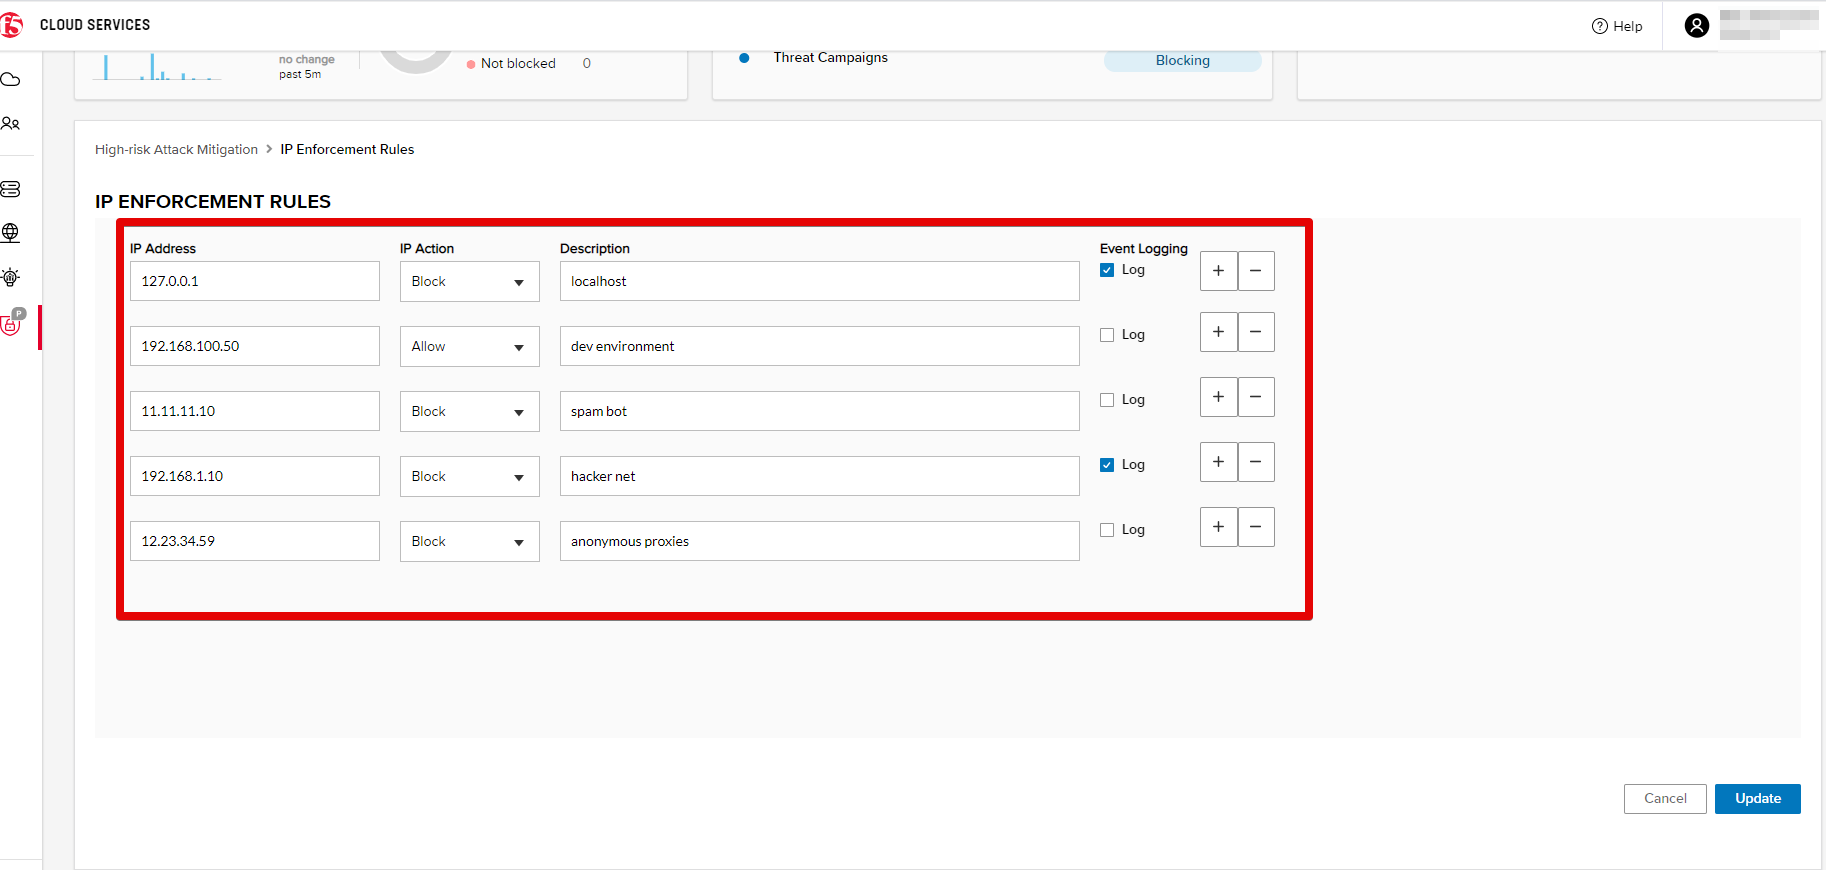 f5 CLOUD SERVICES
Help
no change
past 5m
Not blocked 0
Threat Campaigns
Blocking
P
High-risk Attack Mitigation > IP Enforcement Rules
IP ENFORCEMENT RULES
IP Address IP Action Description Event Logging
127.0.0.1 Block localhost Log + −
192.168.100.50 Allow dev environment Log + −
11.11.11.10 Block spam bot Log + −
192.168.1.10 Block hacker net Log + −
12.23.34.59 Block anonymous proxies Log + −
Cancel Update